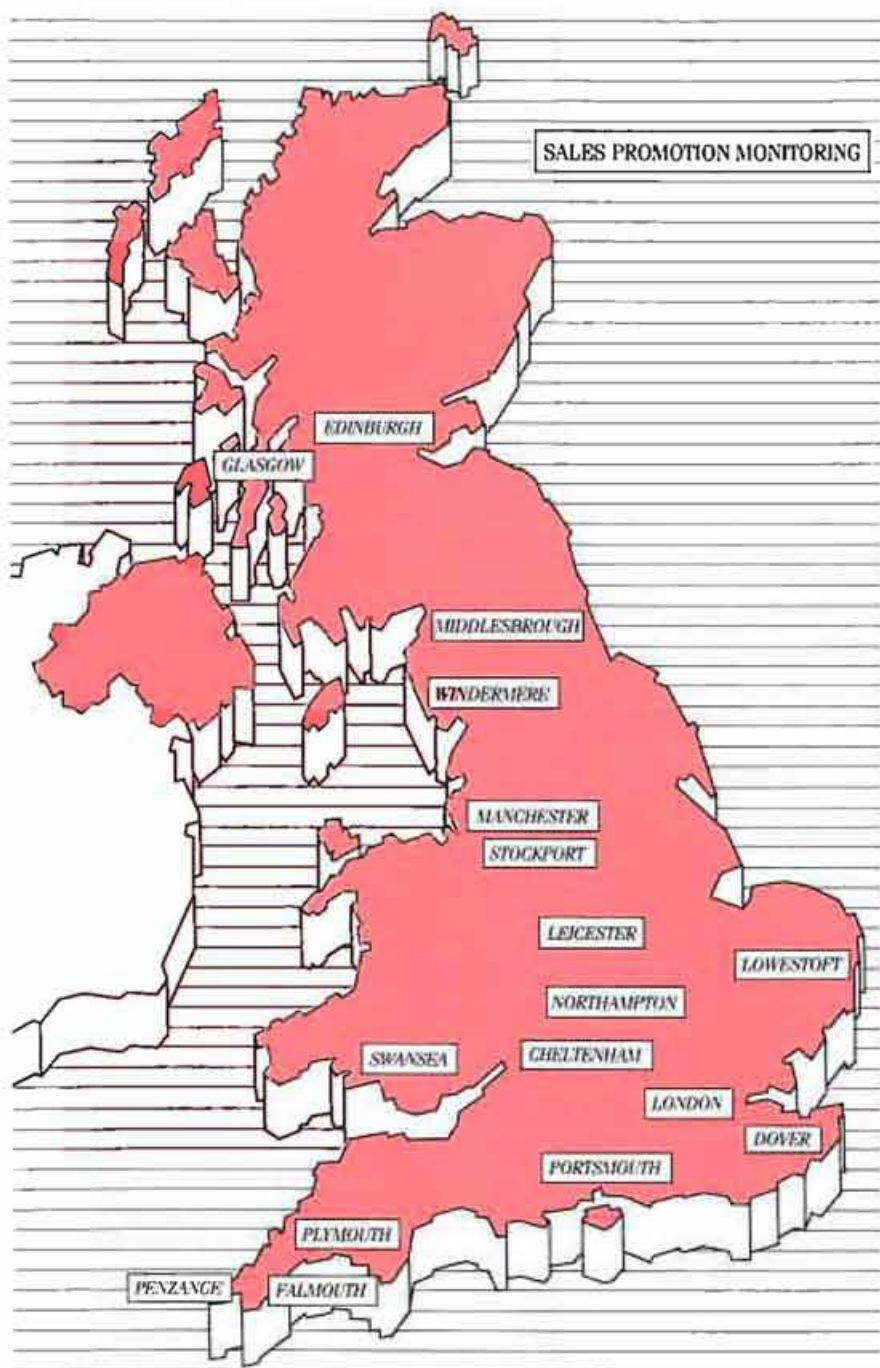 SALES PROMOTION MONITORING
EDINBURGH
GLASGOW
MIDDLESBROUGH
WINDERMERE
MANCHESTER
STOCKPORT
LEICESTER
LOWESTOFT
NORTHAMPTON
SWANSEA
CHELTENHAM
LONDON
DOVER
PORTSMOUTH
PLYMOUTH
PENZANCE
FALMOUTH